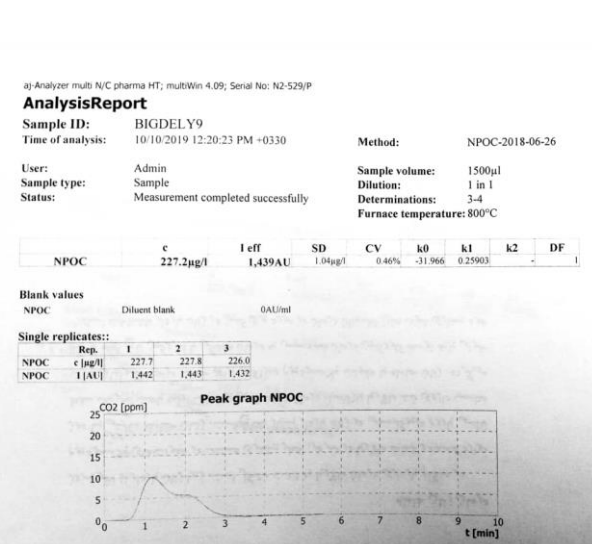 aj-Analyzer multi N/C pharma HT; multiWin 4.09; Serial No: N2-529/P
AnalysisReport
Sample ID: BIGDELY9
Time of analysis: 10/10/2019 12:20:23 PM +0330
Method: NPOC-2018-06-26
User: Admin
Sample volume: 1500µl
Sample type: Sample
Dilution: 1 in 1
Status: Measurement completed successfully
Determinations: 3-4
Furnace temperature: 800°C
c I eff SD CV k0 k1 k2 DF
NPOC 227.2µg/l 1,439AU 1.04µg/l 0.46% -31.966 0.25903 - 1
Blank values
NPOC Diluent blank 0AU/ml
Single replicates::
Rep. 1 2 3
NPOC c [µg/l] 227.7 227.8 226.0
NPOC I [AU] 1,442 1,443 1,432
Peak graph NPOC
CO2 [ppm]
25
20
15
10
5
0
0 1 2 3 4 5 6 7 8 9 10
t [min]